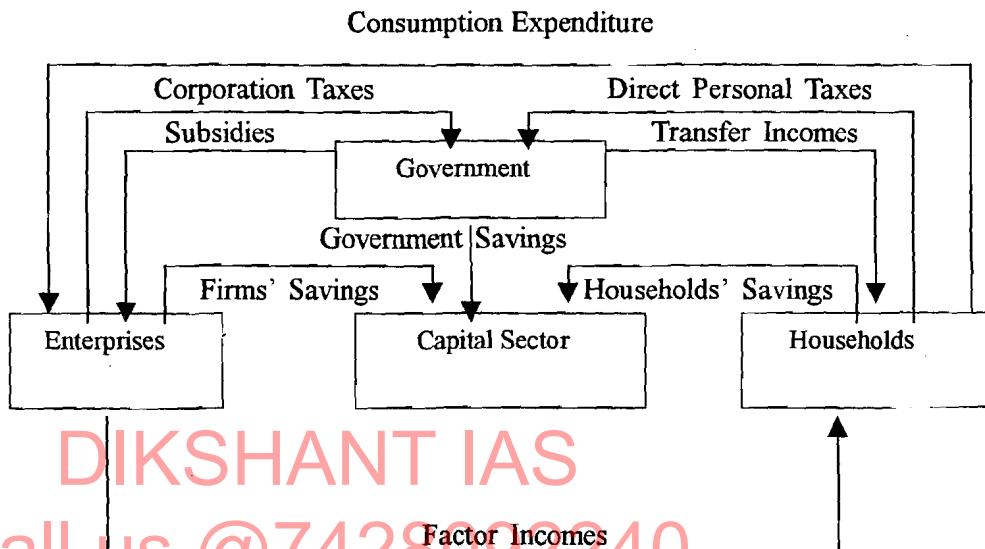 Consumption Expenditure
Corporation Taxes Direct Personal Taxes
Subsidies Transfer Incomes
Government
Government Savings
Firms' Savings Households' Savings
Enterprises Capital Sector Households
DIKSHANT IAS
Factor Incomes
us